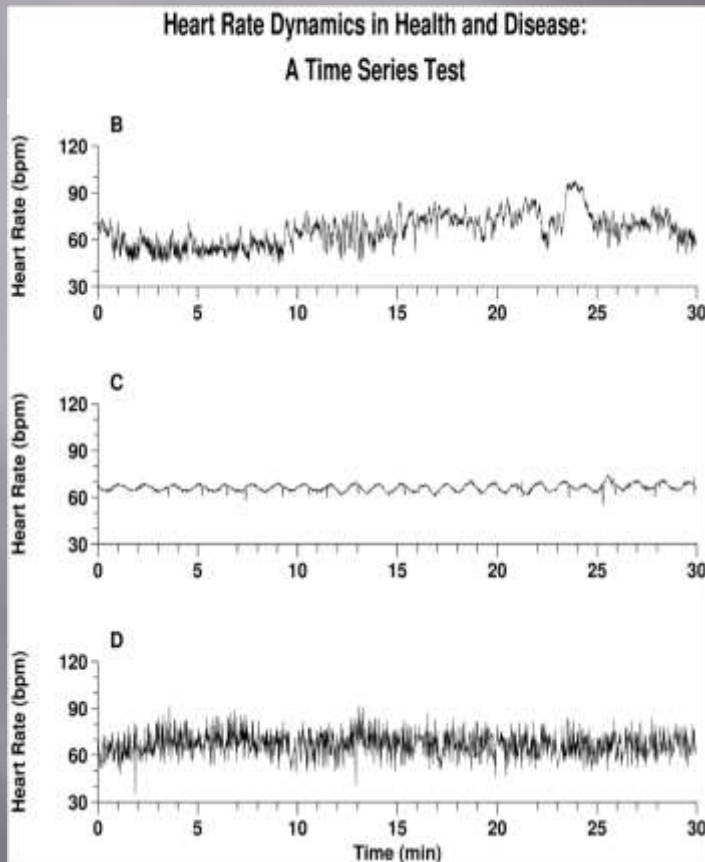 Heart Rate Dynamics in Health and Disease:
A Time Series Test
B
Heart Rate (bpm)
120
90
60
30
0 5 10 15 20 25 30
C
Heart Rate (bpm)
120
90
60
30
0 5 10 15 20 25 30
D
Heart Rate (bpm)
120
90
60
30
0 5 10 15 20 25 30
Time (min)